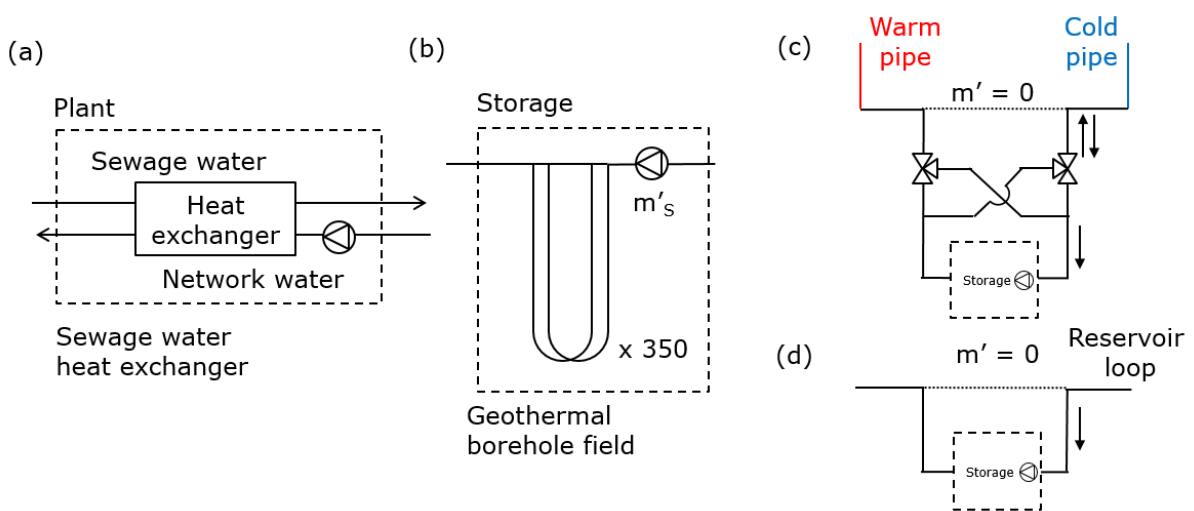 (a)
Plant
Sewage water
Heat
exchanger
Network water
Sewage water
heat exchanger
(b)
Storage
m's
x 350
Geothermal
borehole field
(c)
Warm
pipe
Cold
pipe
m' = 0
Storage
(d)
m' = 0
Reservoir
loop
Storage